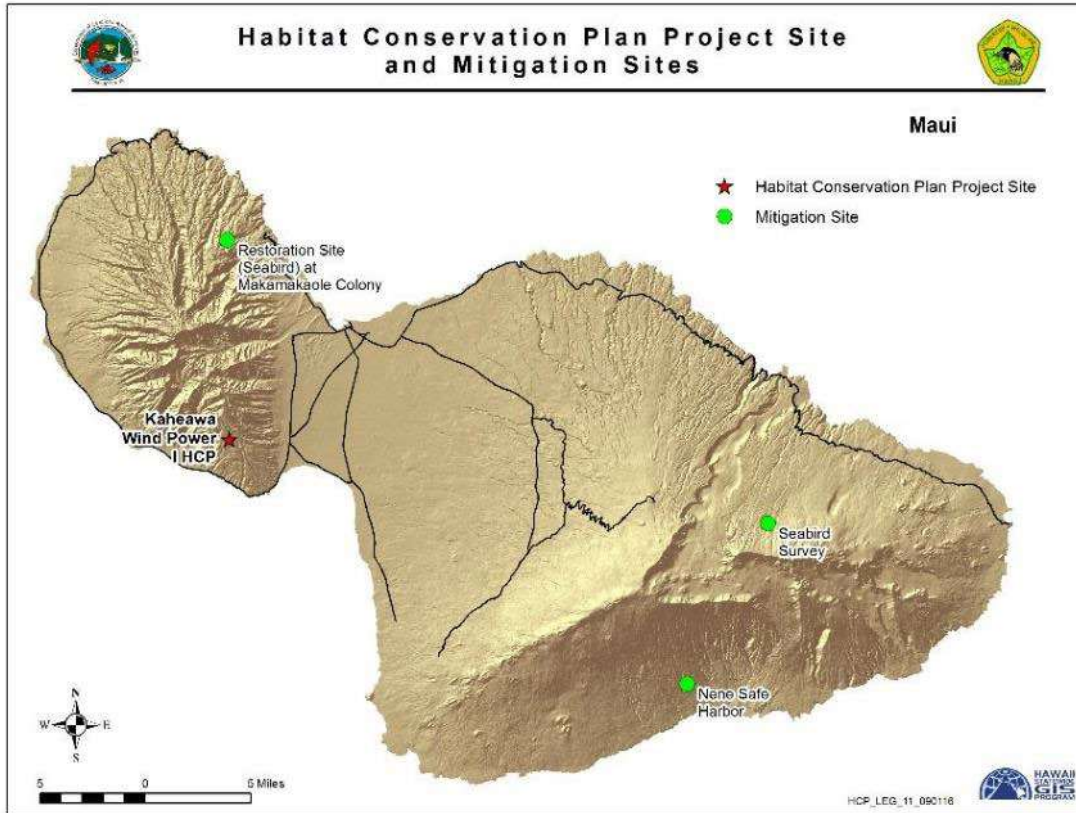 Habitat Conservation Plan Project Site
and Mitigation Sites
Maui
Habitat Conservation Plan Project Site
Mitigation Site
Restoration Site
(Seabird) at
Makamakaole Colony
Kaheawa
Wind Power
I HCP
Seabird
Survey
Nene Safe
Harbor
N
W E
S
5 0 5 Miles
HCP_LEG_11_090116
HAWAII
STATEWIDE
GIS
PROGRAM